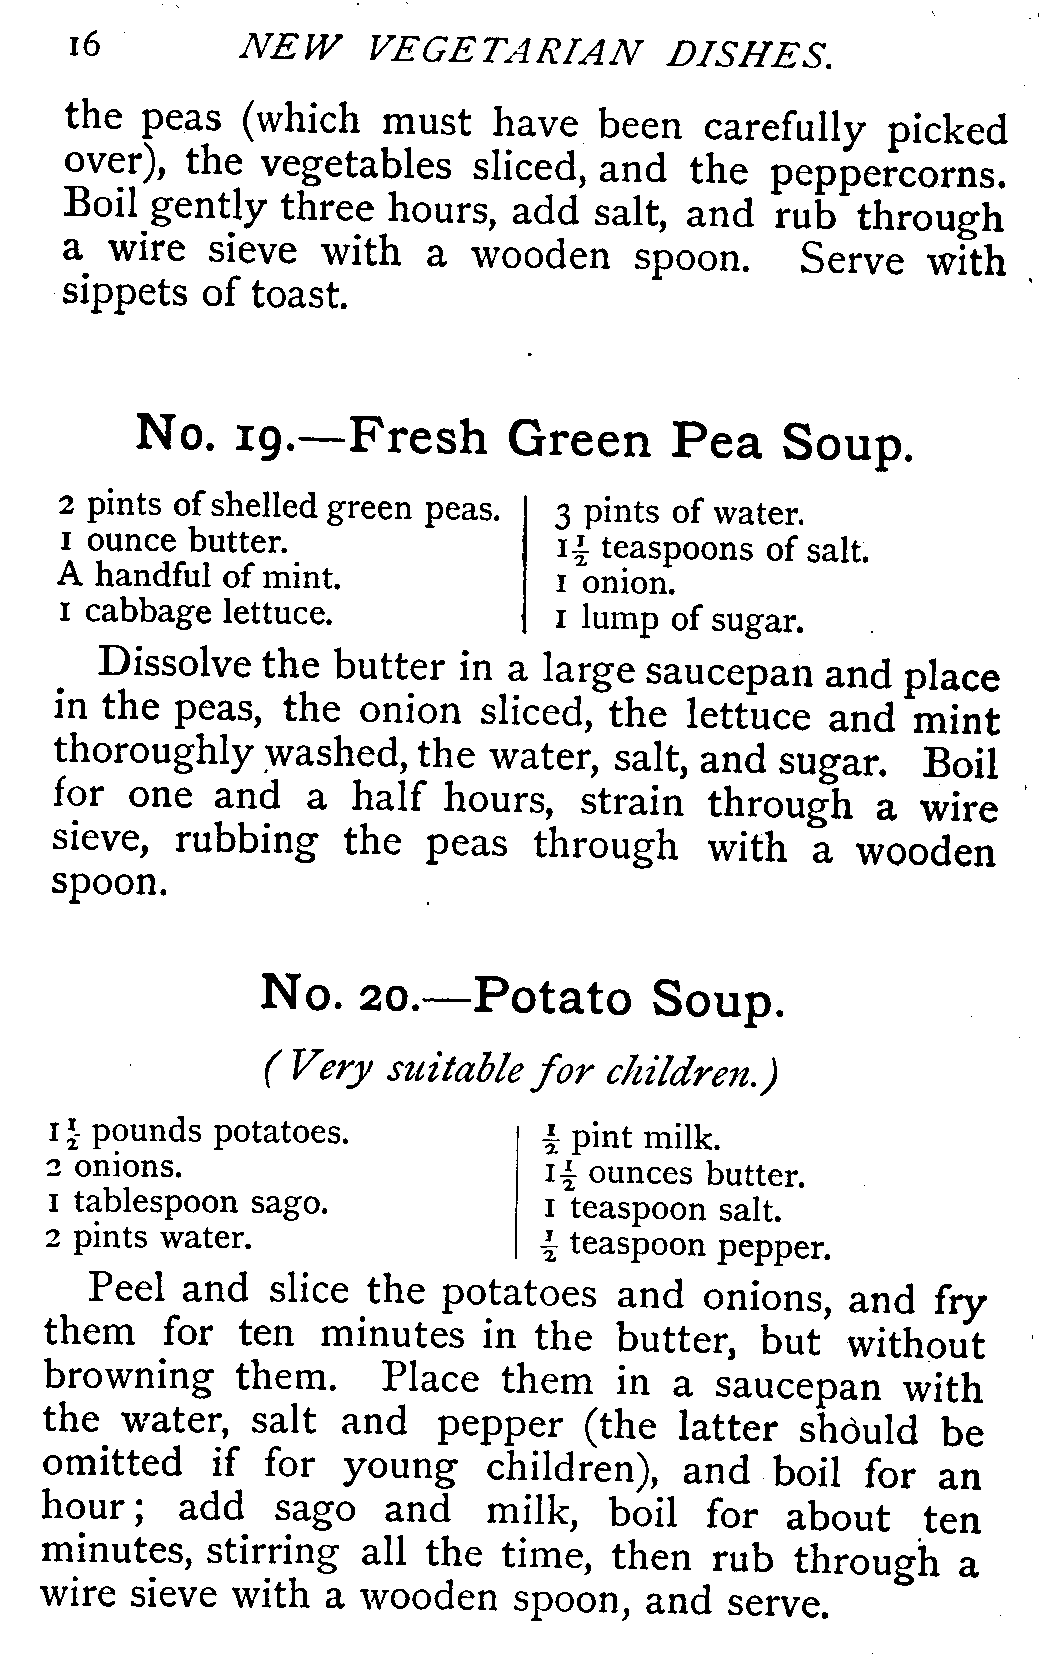 16 NEW VEGETARIAN DISHES.
the peas (which must have been carefully picked
over), the vegetables sliced, and the peppercorns.
Boil gently three hours, add salt, and rub through
a wire sieve with a wooden spoon. Serve with
sippets of toast.
No. 19.—Fresh Green Pea Soup.
2 pints of shelled green peas.
1 ounce butter.
A handful of mint.
1 cabbage lettuce.
3 pints of water.
1½ teaspoons of salt.
1 onion.
1 lump of sugar.
Dissolve the butter in a large saucepan and place
in the peas, the onion sliced, the lettuce and mint
thoroughly washed, the water, salt, and sugar. Boil
for one and a half hours, strain through a wire
sieve, rubbing the peas through with a wooden
spoon.
No. 20.—Potato Soup.
(Very suitable for children.)
1½ pounds potatoes.
2 onions.
1 tablespoon sago.
2 pints water.
½ pint milk.
1½ ounces butter.
1 teaspoon salt.
½ teaspoon pepper.
Peel and slice the potatoes and onions, and fry
them for ten minutes in the butter, but without
browning them. Place them in a saucepan with
the water, salt and pepper (the latter should be
omitted if for young children), and boil for an
hour; add sago and milk, boil for about ten
minutes, stirring all the time, then rub through a
wire sieve with a wooden spoon, and serve.